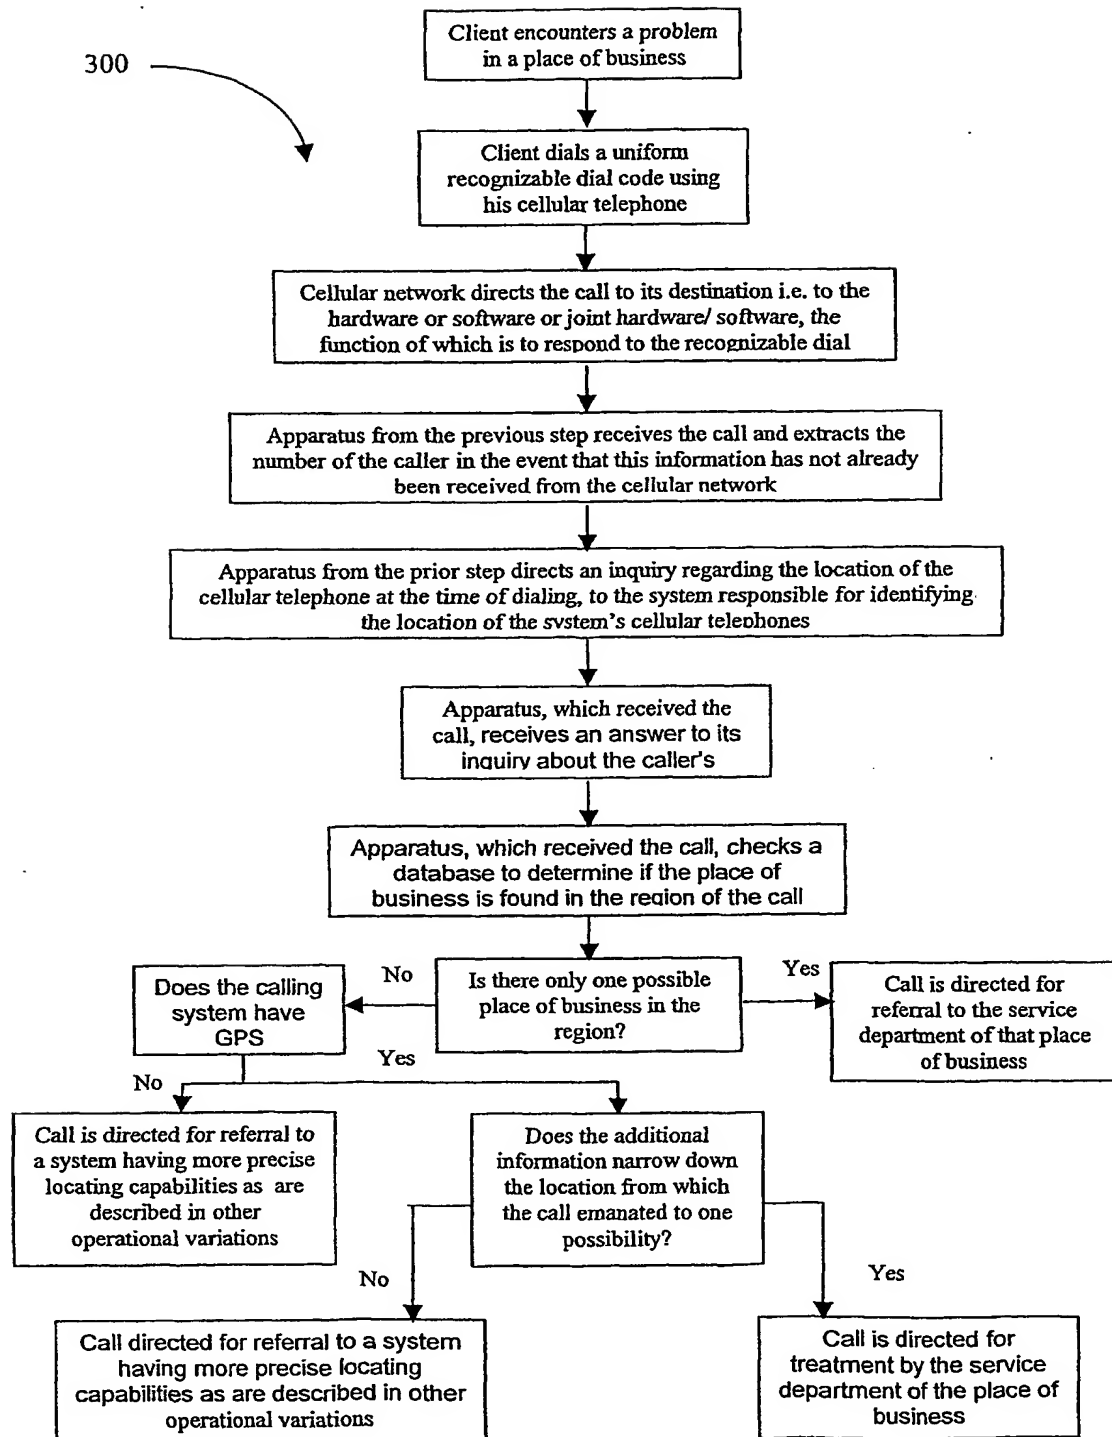 Client encounters a problem
in a place of business
300
Client dials a uniform
recognizable dial code using
his cellular telephone
Cellular network directs the call to its destination i.e. to the
hardware or software or joint hardware/ software, the
function of which is to respond to the recognizable dial
Apparatus from the previous step receives the call and extracts the
number of the caller in the event that this information has not already
been received from the cellular network
Apparatus from the prior step directs an inquiry regarding the location of the
cellular telephone at the time of dialing, to the system responsible for identifying
the location of the system's cellular telephones
Apparatus, which received the
call, receives an answer to its
inquiry about the caller's
Apparatus, which received the call, checks a
database to determine if the place of
business is found in the region of the call
Is there only one possible
place of business in the
region?
No
Yes
Does the calling
system have
GPS
Call is directed for
referral to the service
department of that place
of business
No
Yes
Call is directed for referral to
a system having more precise
locating capabilities as are
described in other
operational variations
Does the additional
information narrow down
the location from which
the call emanated to one
possibility?
No
Yes
Call directed for referral to a system
having more precise locating
capabilities as are described in other
operational variations
Call is directed for
treatment by the service
department of the place of
business